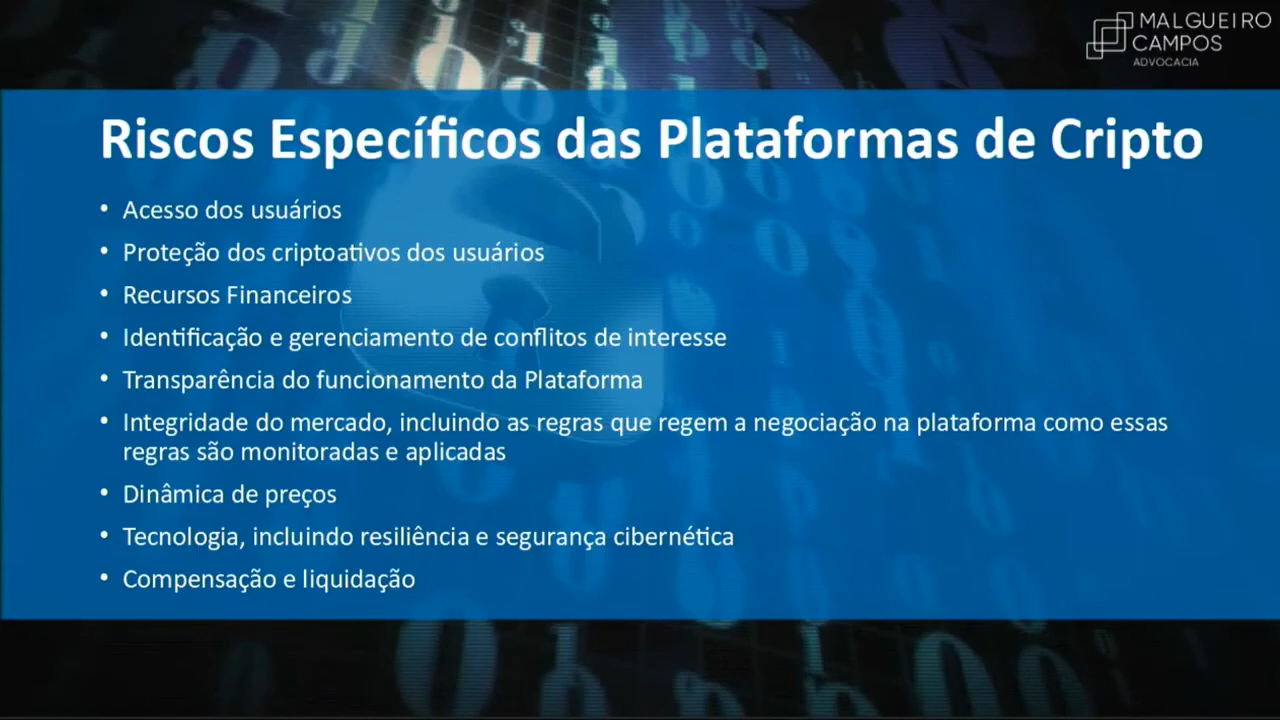 MALGUEIRO
CAMPOS
ADVOCACIA
Riscos Específicos das Plataformas de Cripto
• Acesso dos usuários
• Proteção dos criptoativos dos usuários
• Recursos Financeiros
• Identificação e gerenciamento de conflitos de interesse
• Transparência do funcionamento da Plataforma
• Integridade do mercado, incluindo as regras que regem a negociação na plataforma como essas
regras são monitoradas e aplicadas
• Dinâmica de preços
• Tecnologia, incluindo resiliência e segurança cibernética
• Compensação e liquidação